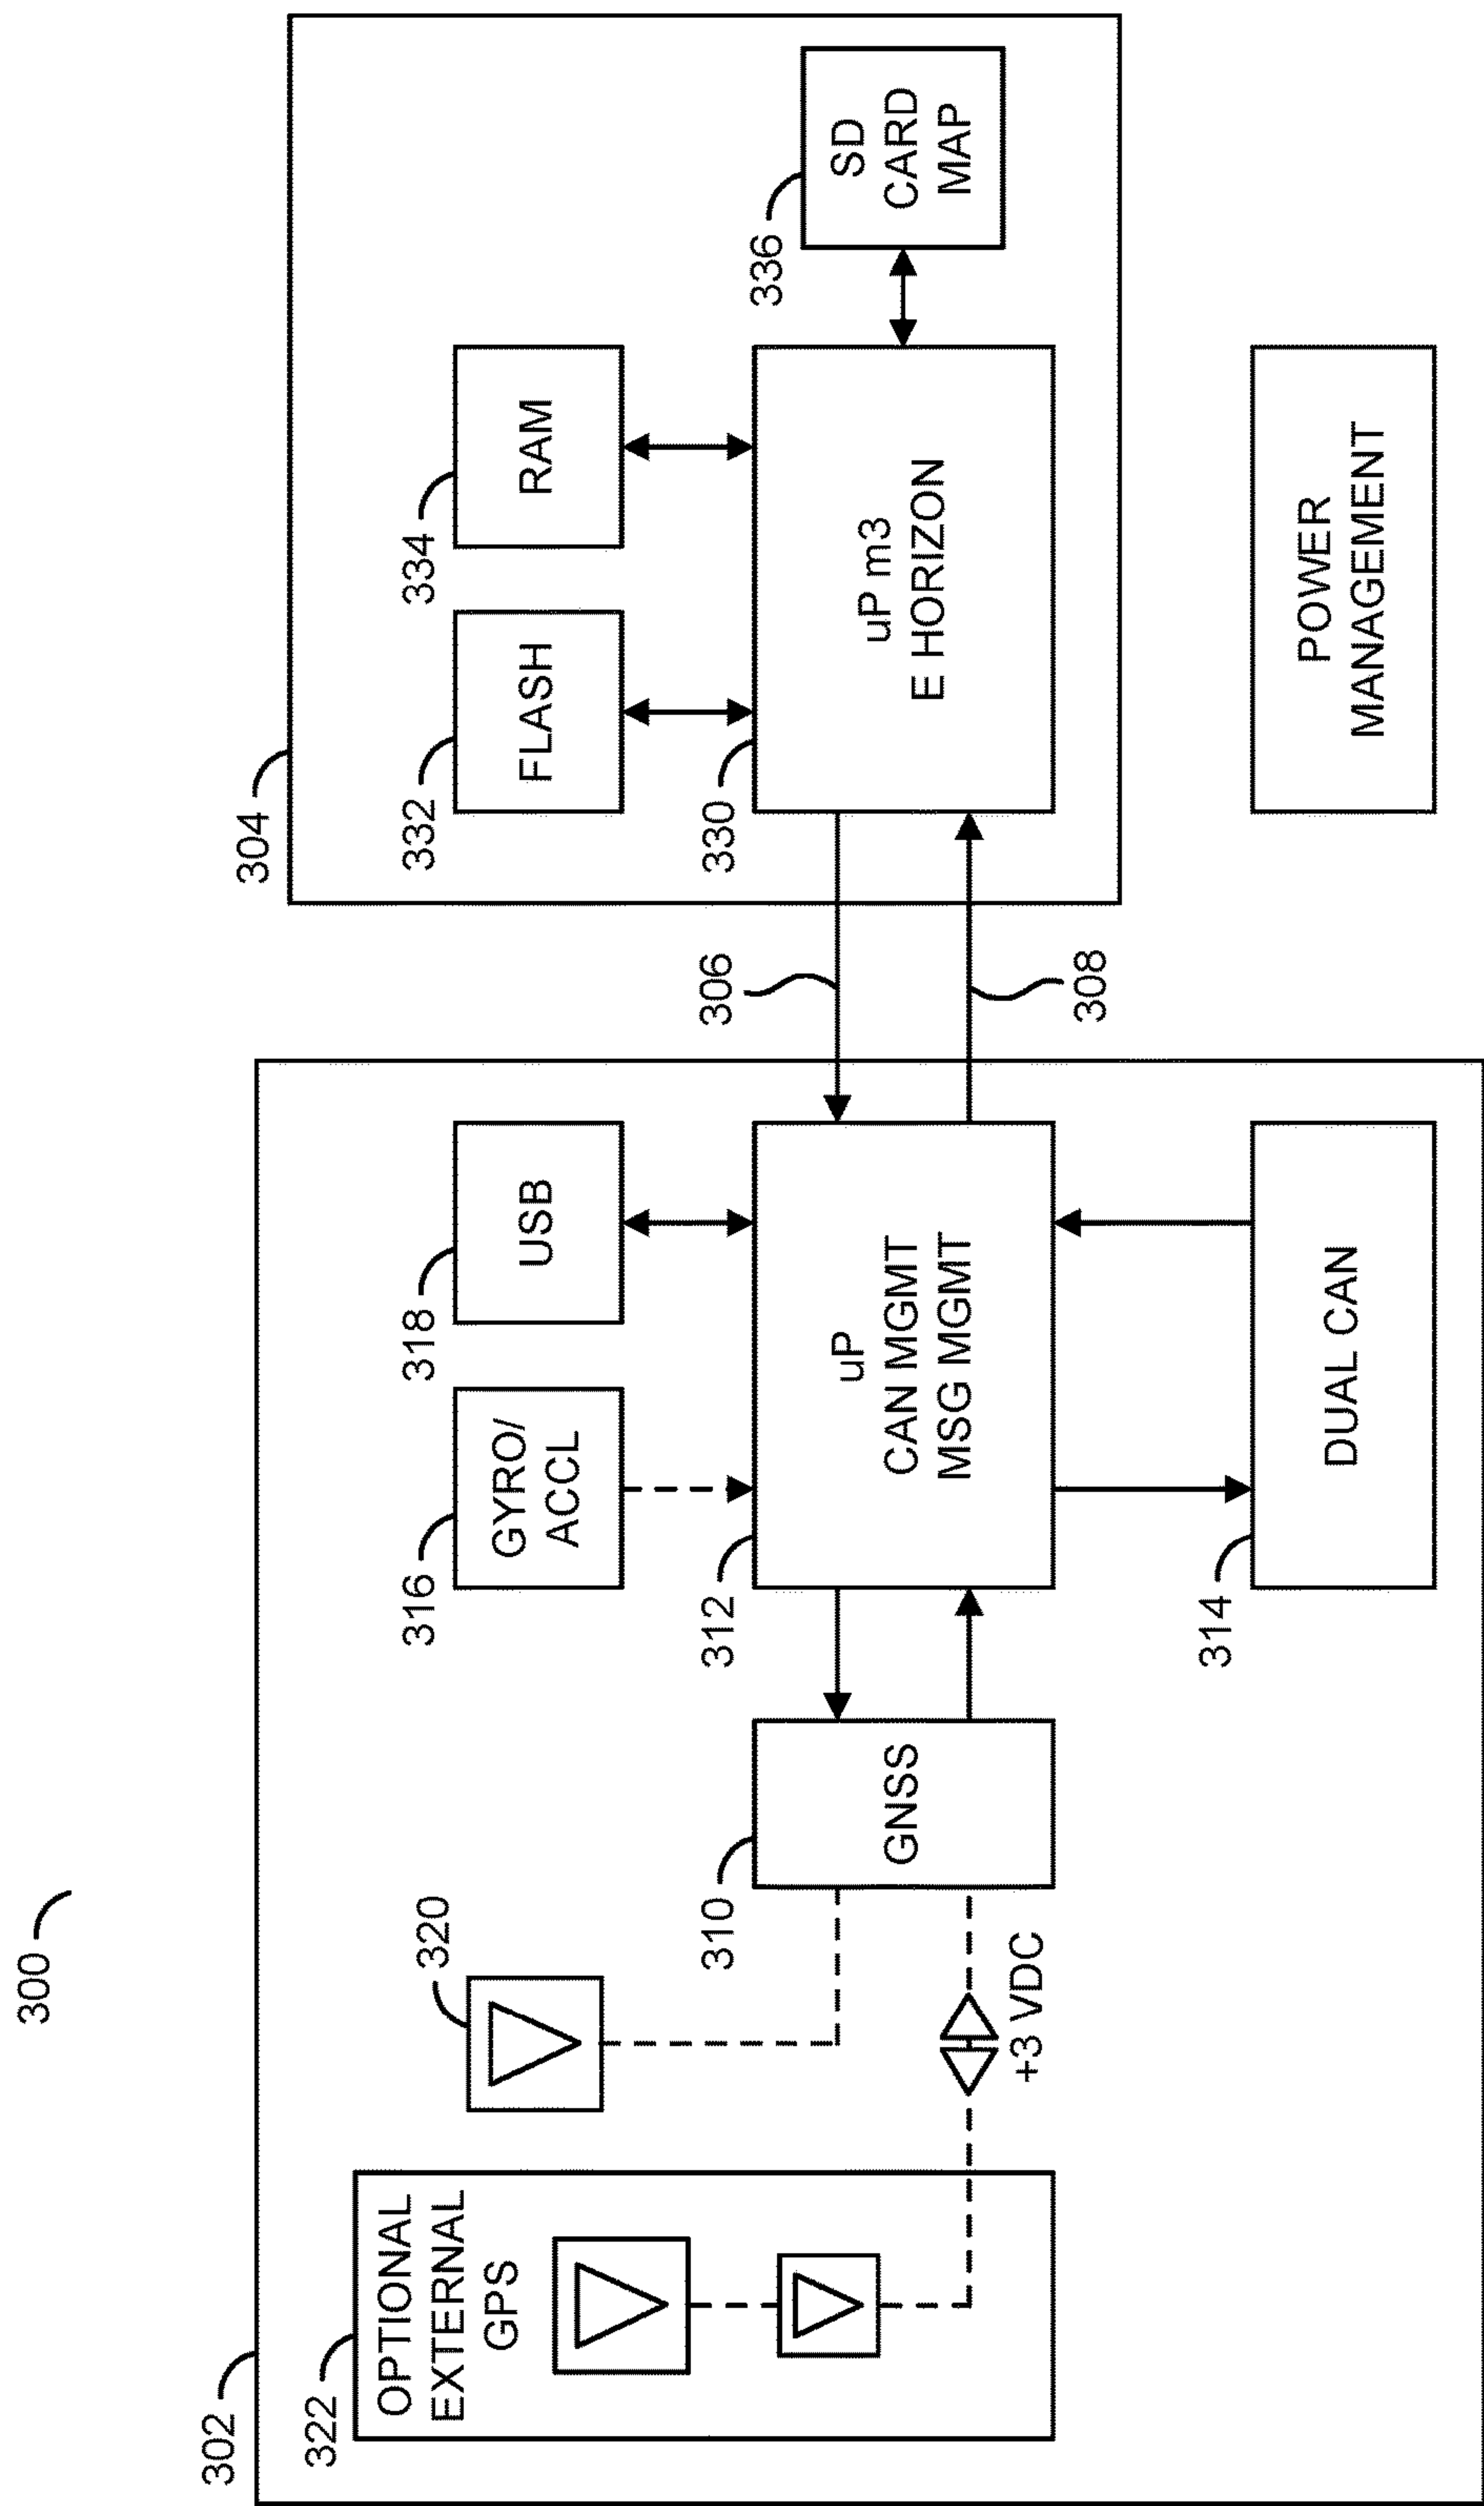 300
302
322
OPTIONAL
EXTERNAL
GPS
320
+3 VDC
310
GNSS
316
GYRO/
ACCL
318
USB
312
uP
CAN MGMT
MSG MGMT
314
DUAL CAN
306
308
304
332
FLASH
334
RAM
330
uP m3
E HORIZON
336
SD
CARD
MAP
POWER
MANAGEMENT